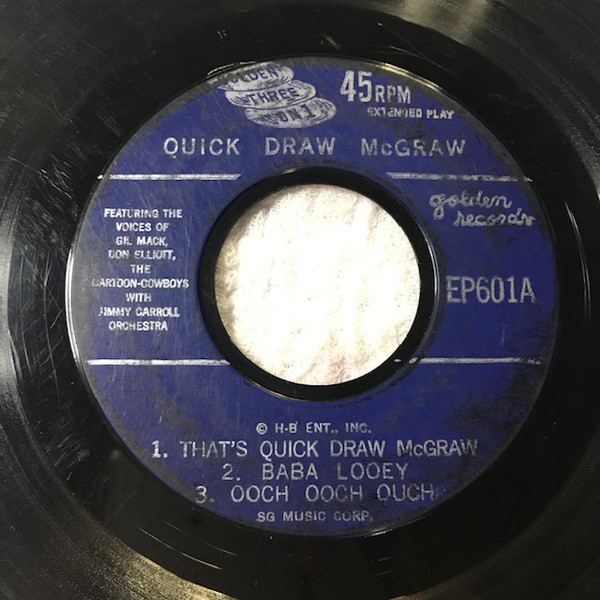 GOLDEN
THREE
ON 1
45RPM
EXTENDED PLAY
QUICK DRAW McGRAW
golden
records
FEATURING THE
VOICES OF
GIL MACK,
DON ELLIOTT,
THE
CARTOON-COWBOYS
WITH
JIMMY CARROLL
ORCHESTRA
EP601A
© H-B ENT., INC.
1. THAT'S QUICK DRAW McGRAW
2. BABA LOOEY
3. OOCH OOCH OUCH
SG MUSIC CORP.